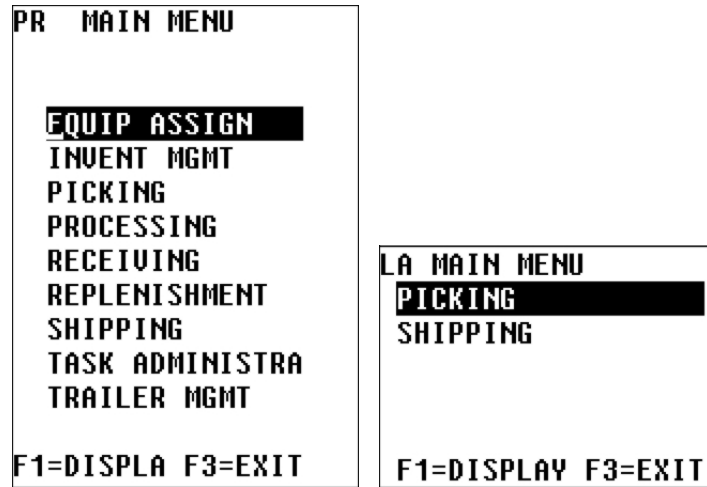 PR MAIN MENU
EQUIP ASSIGN
INVENT MGMT
PICKING
PROCESSING
RECEIVING
REPLENISHMENT
SHIPPING
TASK ADMINISTRA
TRAILER MGMT
F1=DISPLA F3=EXIT
LA MAIN MENU
PICKING
SHIPPING
F1=DISPLAY F3=EXIT